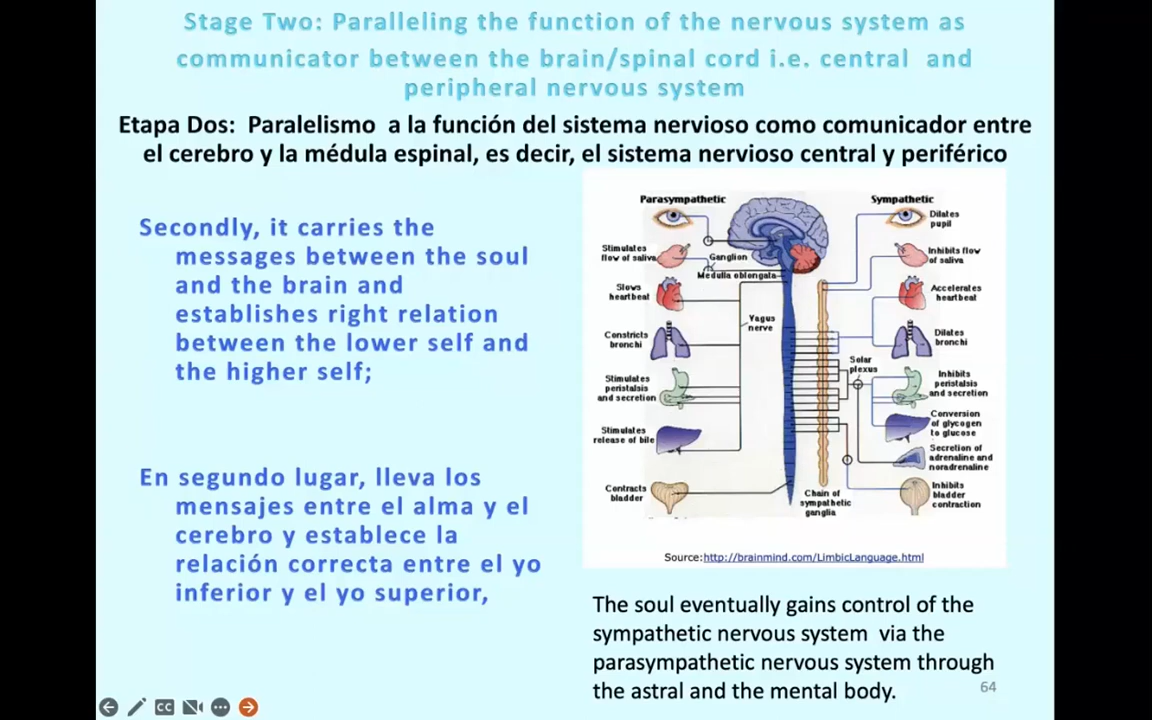 Stage Two: Paralleling the function of the nervous system as
communicator between the brain/spinal cord i.e. central and
peripheral nervous system
Etapa Dos: Paralelismo a la función del sistema nervioso como comunicador entre
el cerebro y la médula espinal, es decir, el sistema nervioso central y periférico
Secondly, it carries the
messages between the soul
and the brain and
establishes right relation
between the lower self and
the higher self;
En segundo lugar, lleva los
mensajes entre el alma y el
cerebro y establece la
relación correcta entre el yo
inferior y el yo superior,
Parasympathetic
Stimulates
flow of saliva
Ganglion
Medulla oblongata
Slows
heartbeat
Vagus
nerve
Constricts
bronchi
Stimulates
peristalsis
and secretion
Stimulates
release of bile
Contracts
bladder
Sympathetic
Dilates
pupil
Inhibits flow
of saliva
Accelerates
heartbeat
Dilates
bronchi
Solar
plexus
Inhibits
peristalsis
and secretion
Conversion
of glycogen
to glucose
Secretion of
adrenaline and
noradrenaline
Inhibits
bladder
contraction
Chain of
sympathetic
ganglia
Source:http://brainmind.com/LimbicLanguage.html
The soul eventually gains control of the
sympathetic nervous system via the
parasympathetic nervous system through
the astral and the mental body.
64
CC